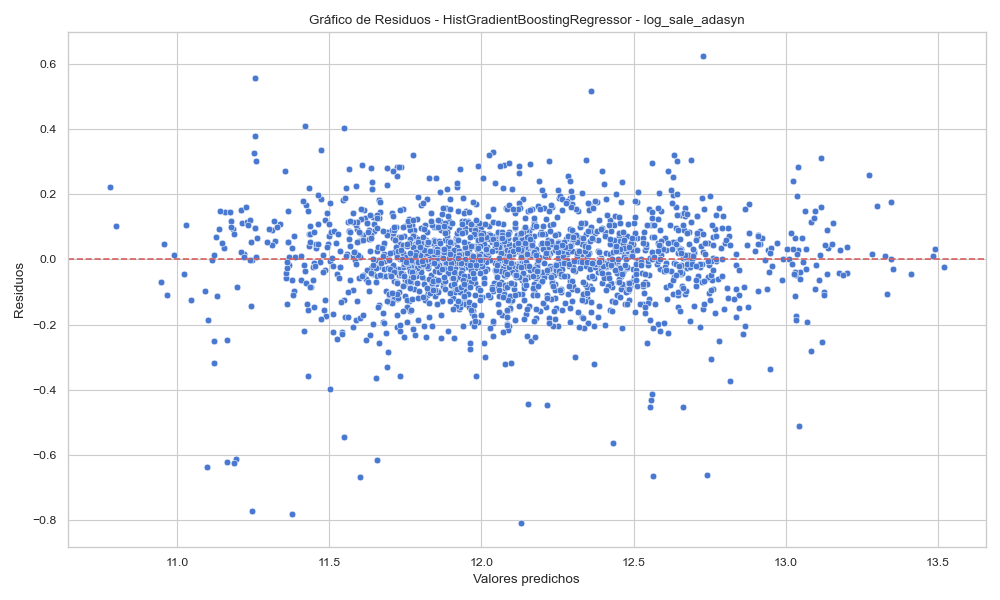 Gráfico de Residuos - HistGradientBoostingRegressor - log_sale_adasyn
0.6
0.4
0.2
0.0
−0.2
−0.4
−0.6
−0.8
Residuos
11.0 11.5 12.0 12.5 13.0 13.5
Valores predichos